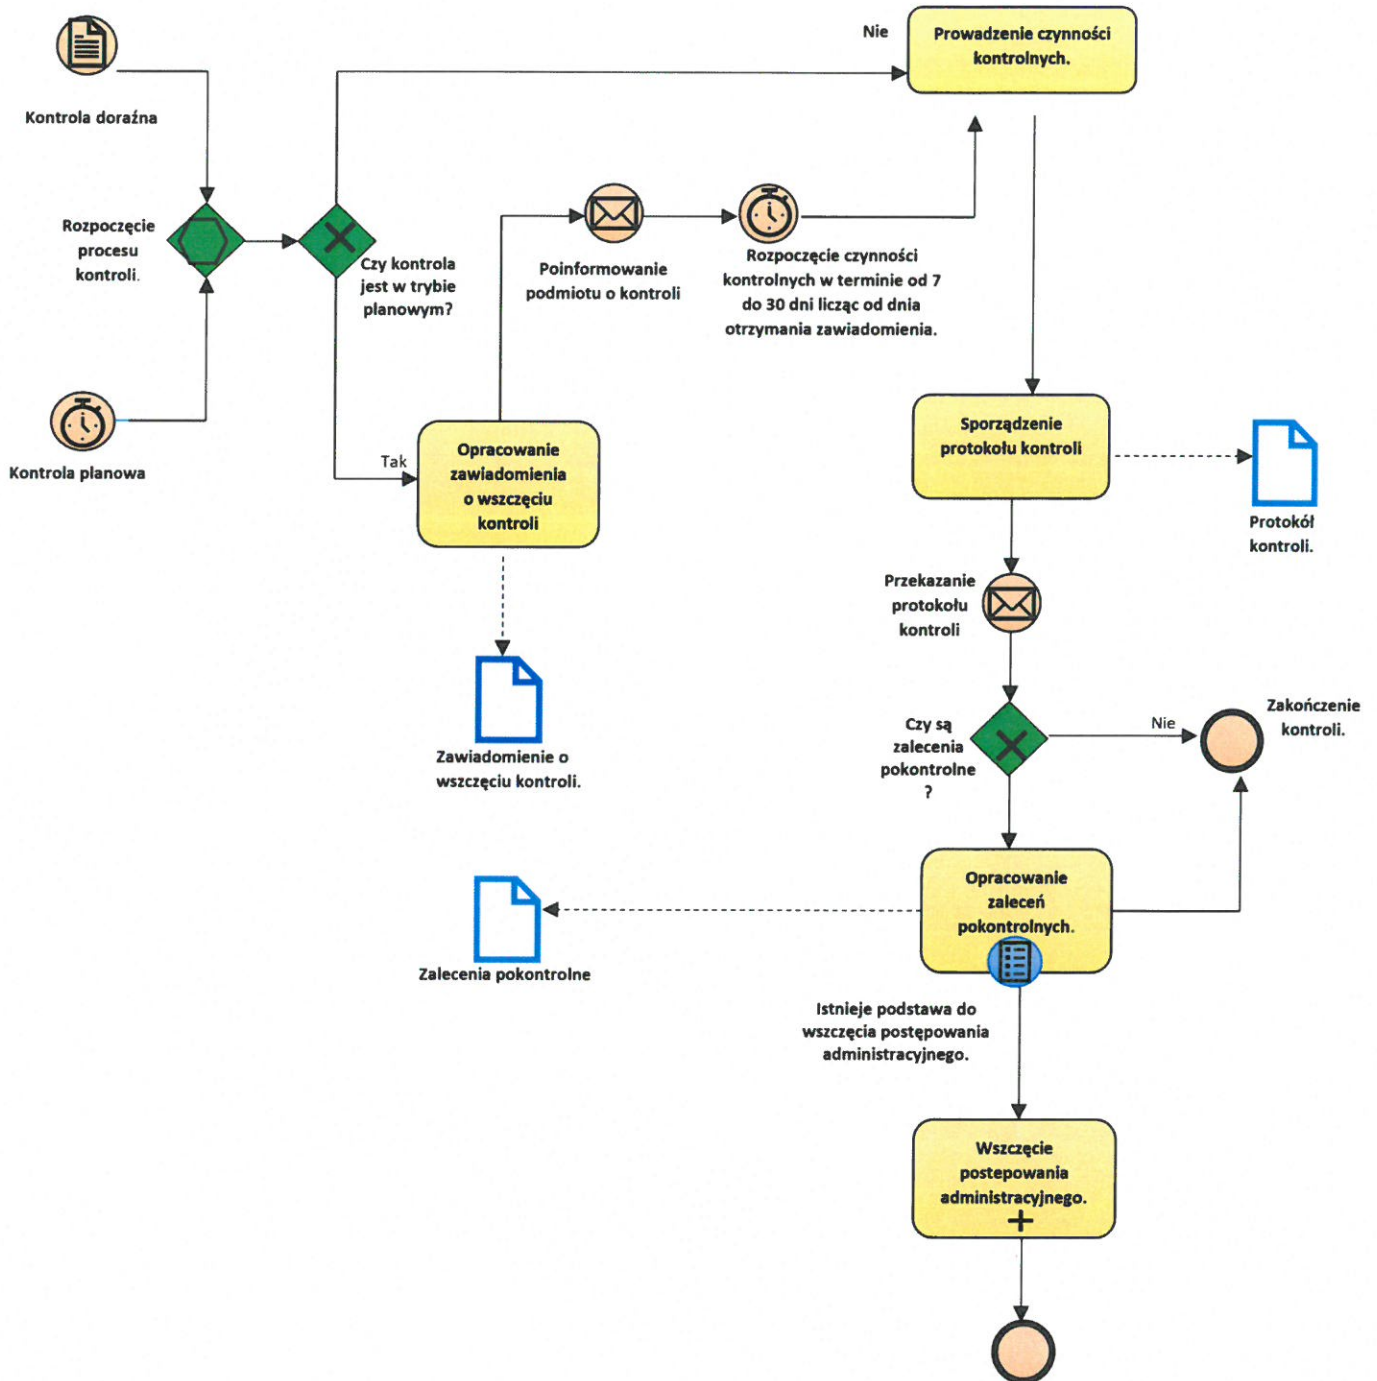 Nie
Prowadzenie czynności
kontrolnych.
Kontrola doraźna
Rozpoczęcie
procesu
kontroli.
Czy kontrola
jest w trybie
planowym?
Poinformowanie
podmiotu o kontroli
Rozpoczęcie czynności
kontrolnych w terminie od 7
do 30 dni licząc od dnia
otrzymania zawiadomienia.
Kontrola planowa
Tak
Opracowanie
zawiadomienia
o wszczęciu
kontroli
Sporządzenie
protokołu kontroli
Protokół
kontroli.
Przekazanie
protokołu
kontroli
Zawiadomienie o
wszczęciu kontroli.
Czy są
zalecenia
pokontrolne
?
Nie
Zakończenie
kontroli.
Opracowanie
zaleceń
pokontrolnych.
Zalecenia pokontrolne
Istnieje podstawa do
wszczęcia postępowania
administracyjnego.
Wszczęcie
postepowania
administracyjnego.